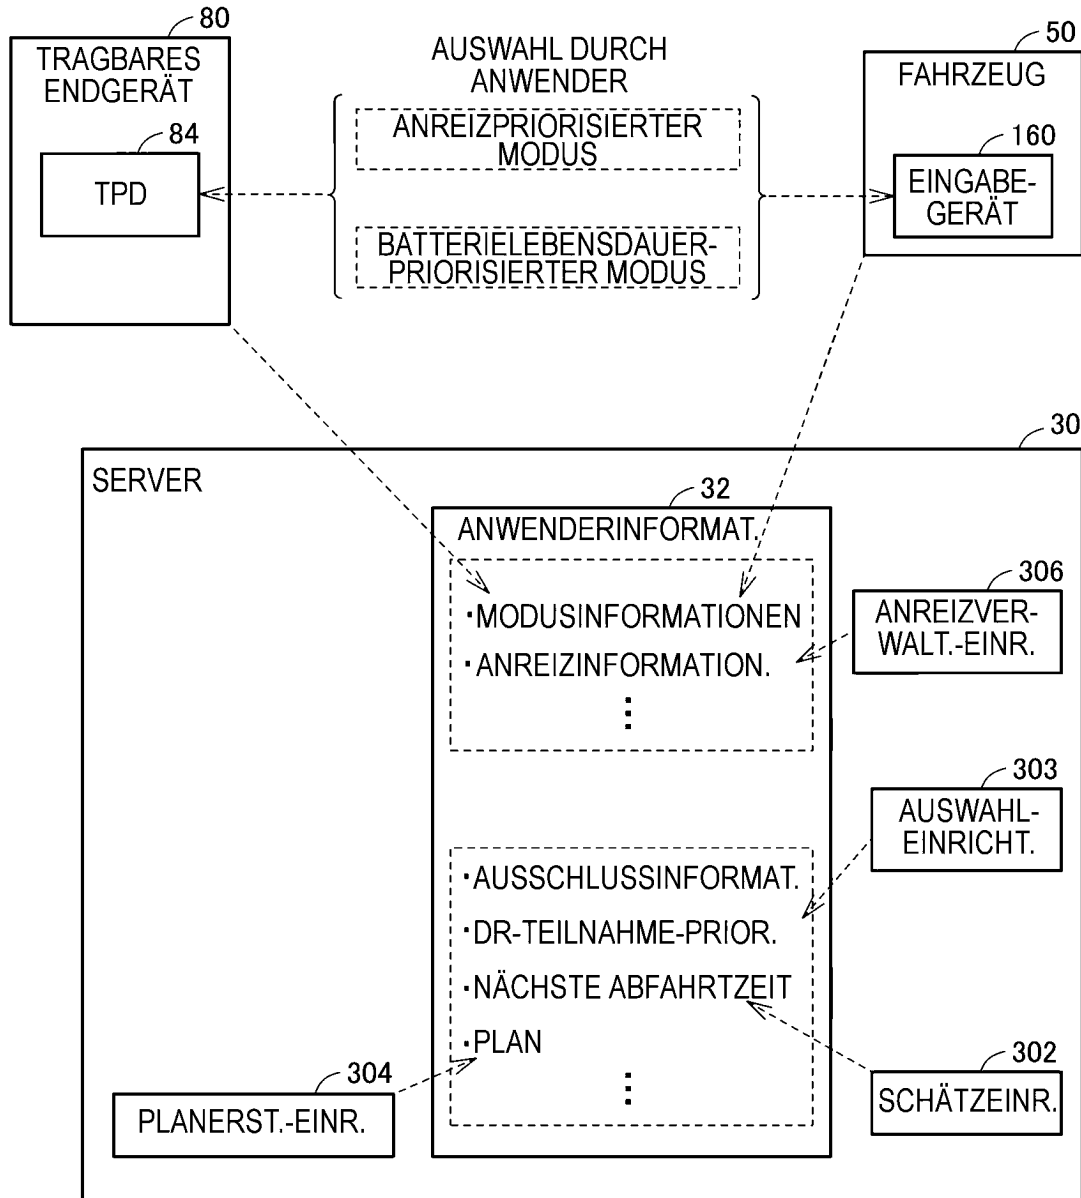 80
TRAGBARES
ENDGERÄT
84
TPD
AUSWAHL DURCH
ANWENDER
ANREIZPRIORISIERTER
MODUS
BATTERIELEBENSDAUER-
PRIORISIERTER MODUS
50
FAHRZEUG
160
EINGABE-
GERÄT
30
SERVER
32
ANWENDERINFORMAT.
·MODUSINFORMATIONEN
·ANREIZINFORMATION.
306
ANREIZVER-
WALT.-EINR.
303
AUSWAHL-
EINRICHT.
·AUSSCHLUSSINFORMAT.
·DR-TEILNAHME-PRIOR.
·NÄCHSTE ABFAHRTZEIT
·PLAN
304
PLANERST.-EINR.
302
SCHÄTZEINR.